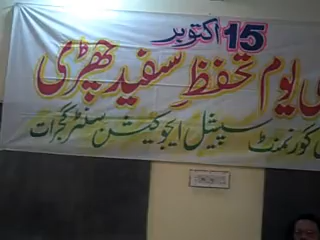 15 اکتوبر
یوم تحفظِ سفید چھڑی
گورنمنٹ سپیشل ایجوکیشن سنٹر گجرات